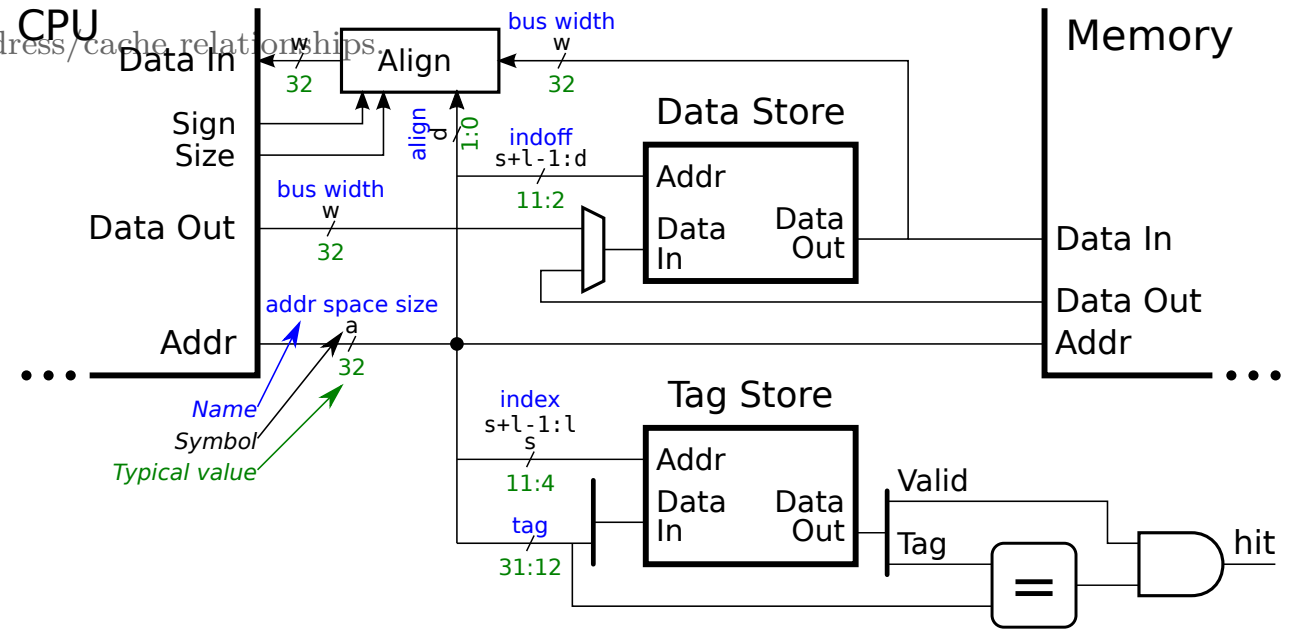 CPU
dress/cache relationships.
Data In
w
32
Align
bus width
w
32
Memory
Sign
Size
align
d
1:0
Data Store
indoff
s+l-1:d
11:2
Addr
Data
In
Data
Out
bus width
w
32
Data Out
Data In
Data Out
Addr
addr space size
a
32
Addr
Name
Symbol
Typical value
Tag Store
index
s+l-1:l
s
11:4
Addr
Data
In
Data
Out
tag
31:12
Valid
Tag
=
hit